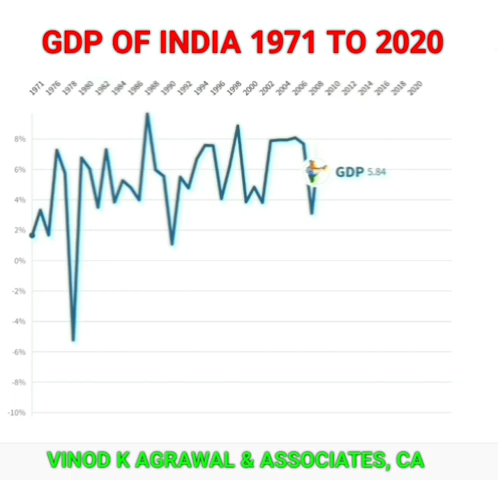 GDP OF INDIA 1971 TO 2020
1971 1976 1978 1980 1982 1984 1986 1988 1990 1992 1994 1996 1998 2000 2002 2004 2006 2008 2010 2012 2014 2016 2018 2020
8%
6%
GDP 5.84
4%
2%
0%
-2%
-4%
-6%
-8%
-10%
VINOD K AGRAWAL & ASSOCIATES, CA